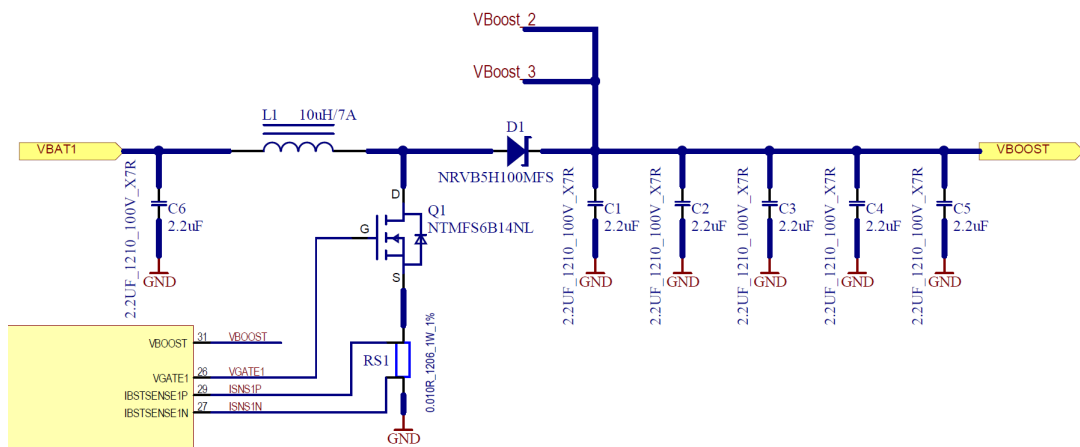 VBoost_2
VBoost_3
L1 10uH/7A
D1
VBAT1
VBOOST
NRVB5H100MFS
2.2UF_1210_100V_X7R
C6
2.2uF
GND
D
G
S
Q1
NTMFS6B14NL
2.2UF_1210_100V_X7R
C1
2.2uF
GND
2.2UF_1210_100V_X7R
C2
2.2uF
GND
2.2UF_1210_100V_X7R
C3
2.2uF
GND
2.2UF_1210_100V_X7R
C4
2.2uF
GND
2.2UF_1210_100V_X7R
C5
2.2uF
GND
VBOOST 31 VBOOST
VGATE1 26 VGATE1
IBSTSENSE1P 29 ISNS1P
IBSTSENSE1N 27 ISNS1N
RS1
0.010R_1206_1W_1%
GND